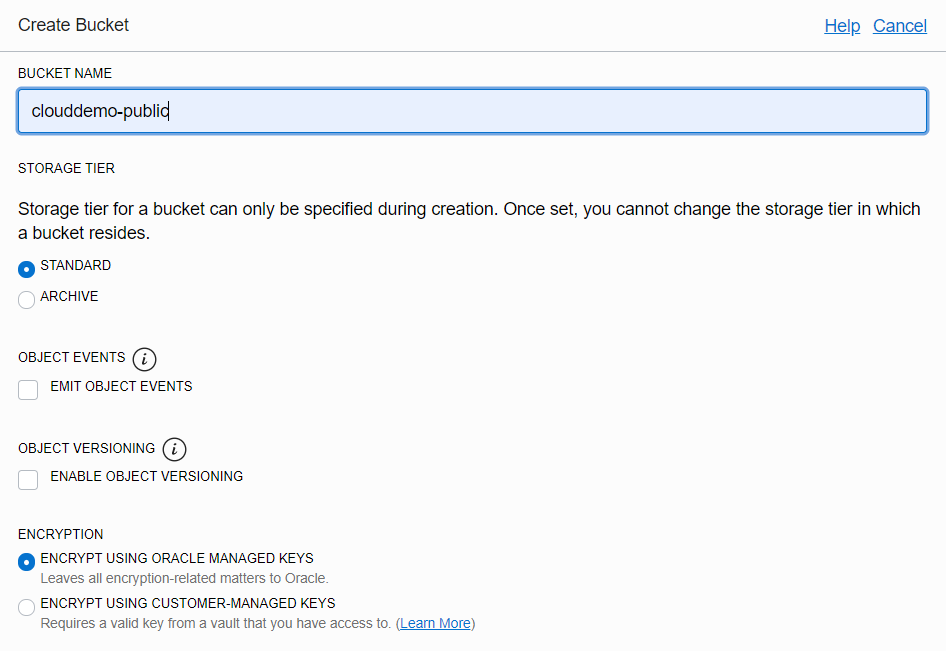 Create Bucket
Help Cancel
BUCKET NAME
clouddemo-public
STORAGE TIER
Storage tier for a bucket can only be specified during creation. Once set, you cannot change the storage tier in which
a bucket resides.
STANDARD
ARCHIVE
OBJECT EVENTS i
EMIT OBJECT EVENTS
OBJECT VERSIONING i
ENABLE OBJECT VERSIONING
ENCRYPTION
ENCRYPT USING ORACLE MANAGED KEYS
Leaves all encryption-related matters to Oracle.
ENCRYPT USING CUSTOMER-MANAGED KEYS
Requires a valid key from a vault that you have access to. (Learn More)